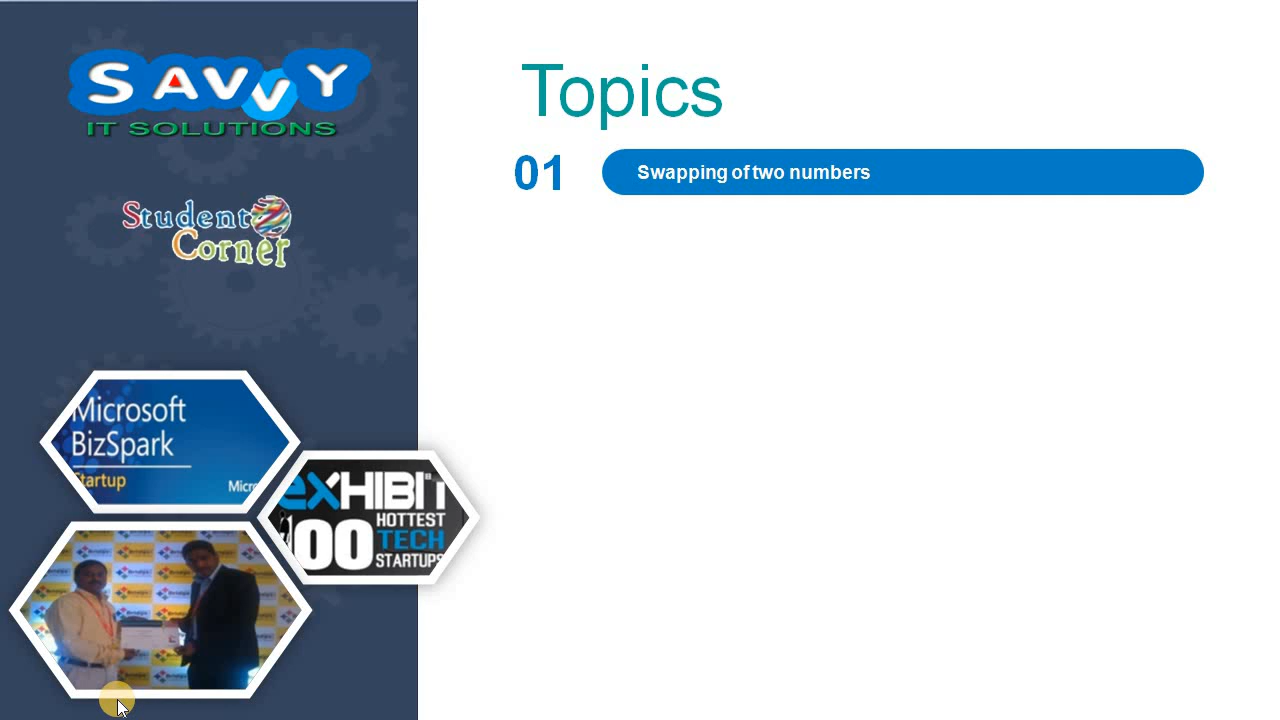 SAVVY
IT SOLUTIONS
Student
Corner
Microsoft
BizSpark
Startup
Micro
Topics
01 Swapping of two numbers
eXHIBIT
100 HOTTEST
TECH
STARTUPS